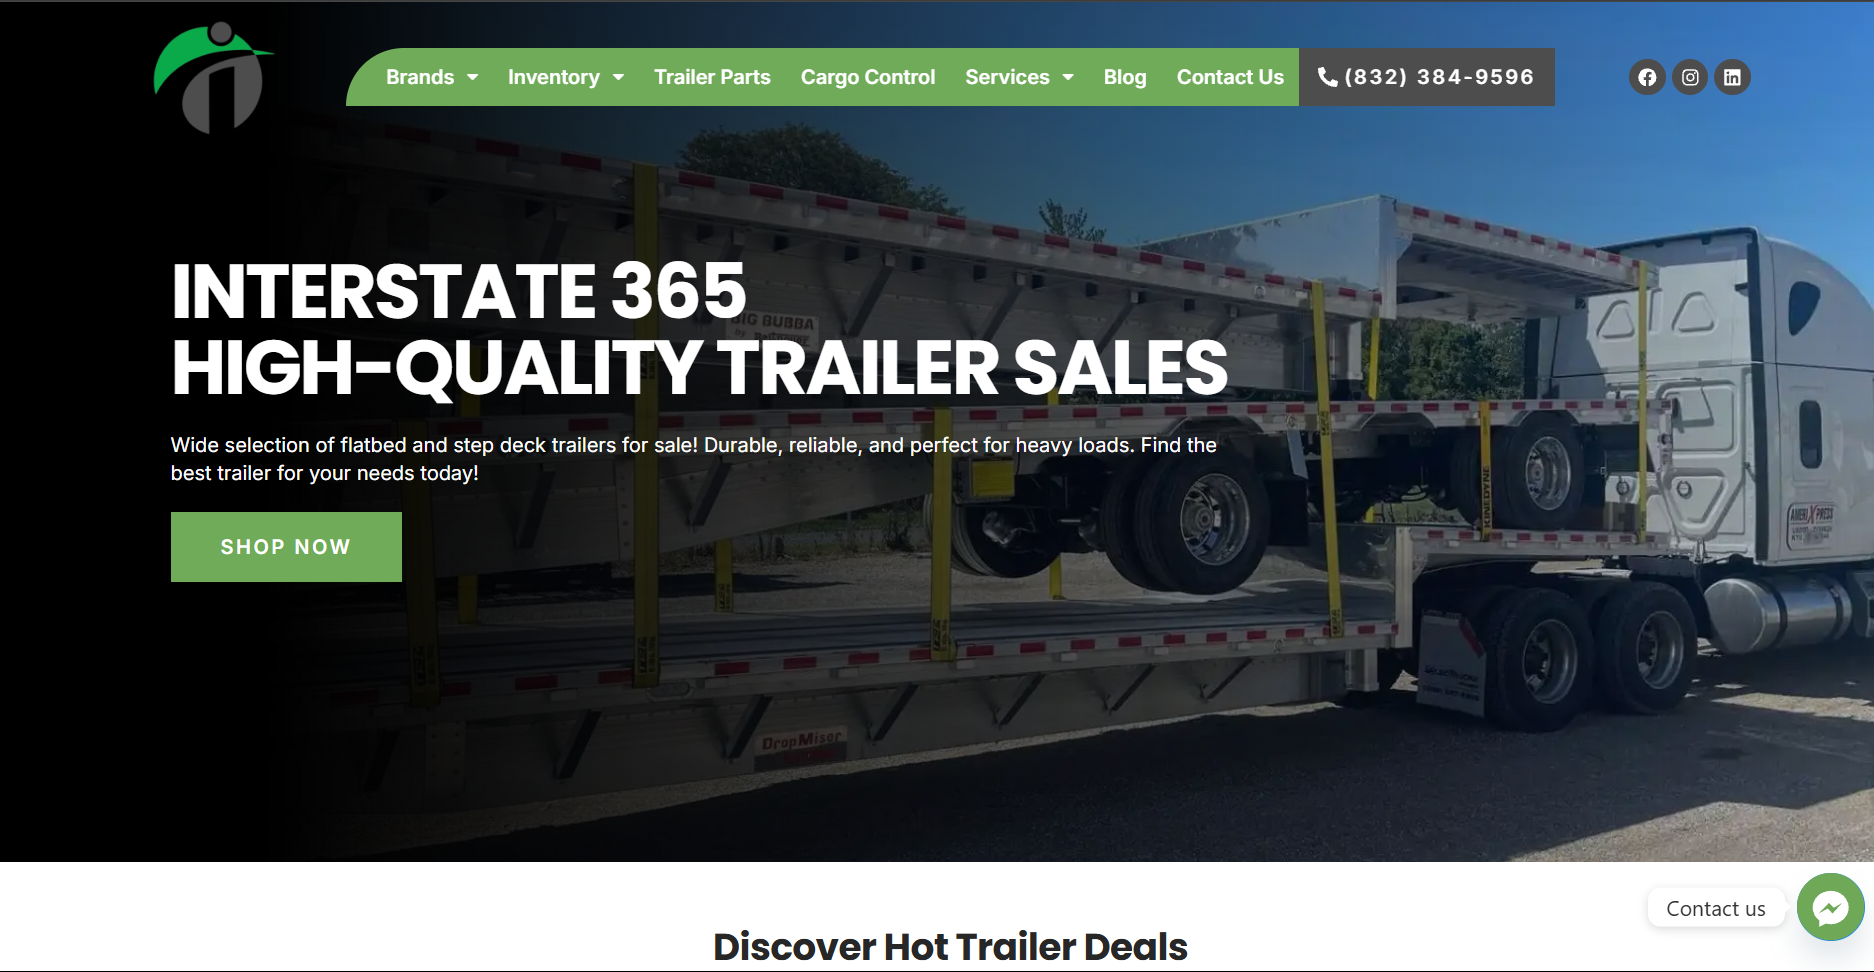 Brands Inventory Trailer Parts Cargo Control Services Blog Contact Us (832) 384-9596
INTERSTATE 365
BIG BUBBA
HIGH-QUALITY TRAILER SALES
Wide selection of flatbed and step deck trailers for sale! Durable, reliable, and perfect for heavy loads. Find the
best trailer for your needs today!
KINEDYNE
AMERIXPRESS
SHOP NOW
DropMiser
Contact us
Discover Hot Trailer Deals